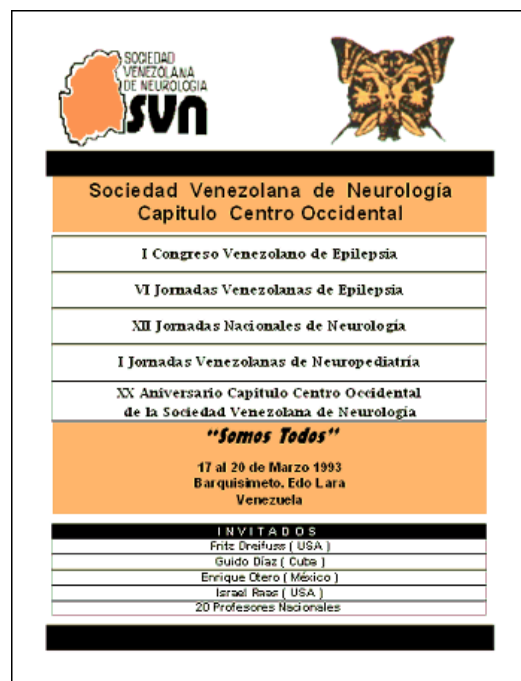 SOCIEDAD
VENEZOLANA
DE NEUROLOGIA
SVN
Sociedad Venezolana de Neurología
Capitulo Centro Occidental
I Congreso Venezolano de Epilepsia
VI Jornadas Venezolanas de Epilepsia
XII Jornadas Nacionales de Neurología
I Jornadas Venezolanas de Neuropediatría
XX Aniversario Capítulo Centro Occidental
de la Sociedad Venezolana de Neurología
"Somos Todos"
17 al 20 de Marzo 1993
Barquisimeto. Edo Lara
Venezuela
INVITADOS
Fritz Dreifuss ( USA )
Guido Díaz ( Cuba )
Enrique Otero ( México )
Israel ( USA )
20 Profesores Nacionales